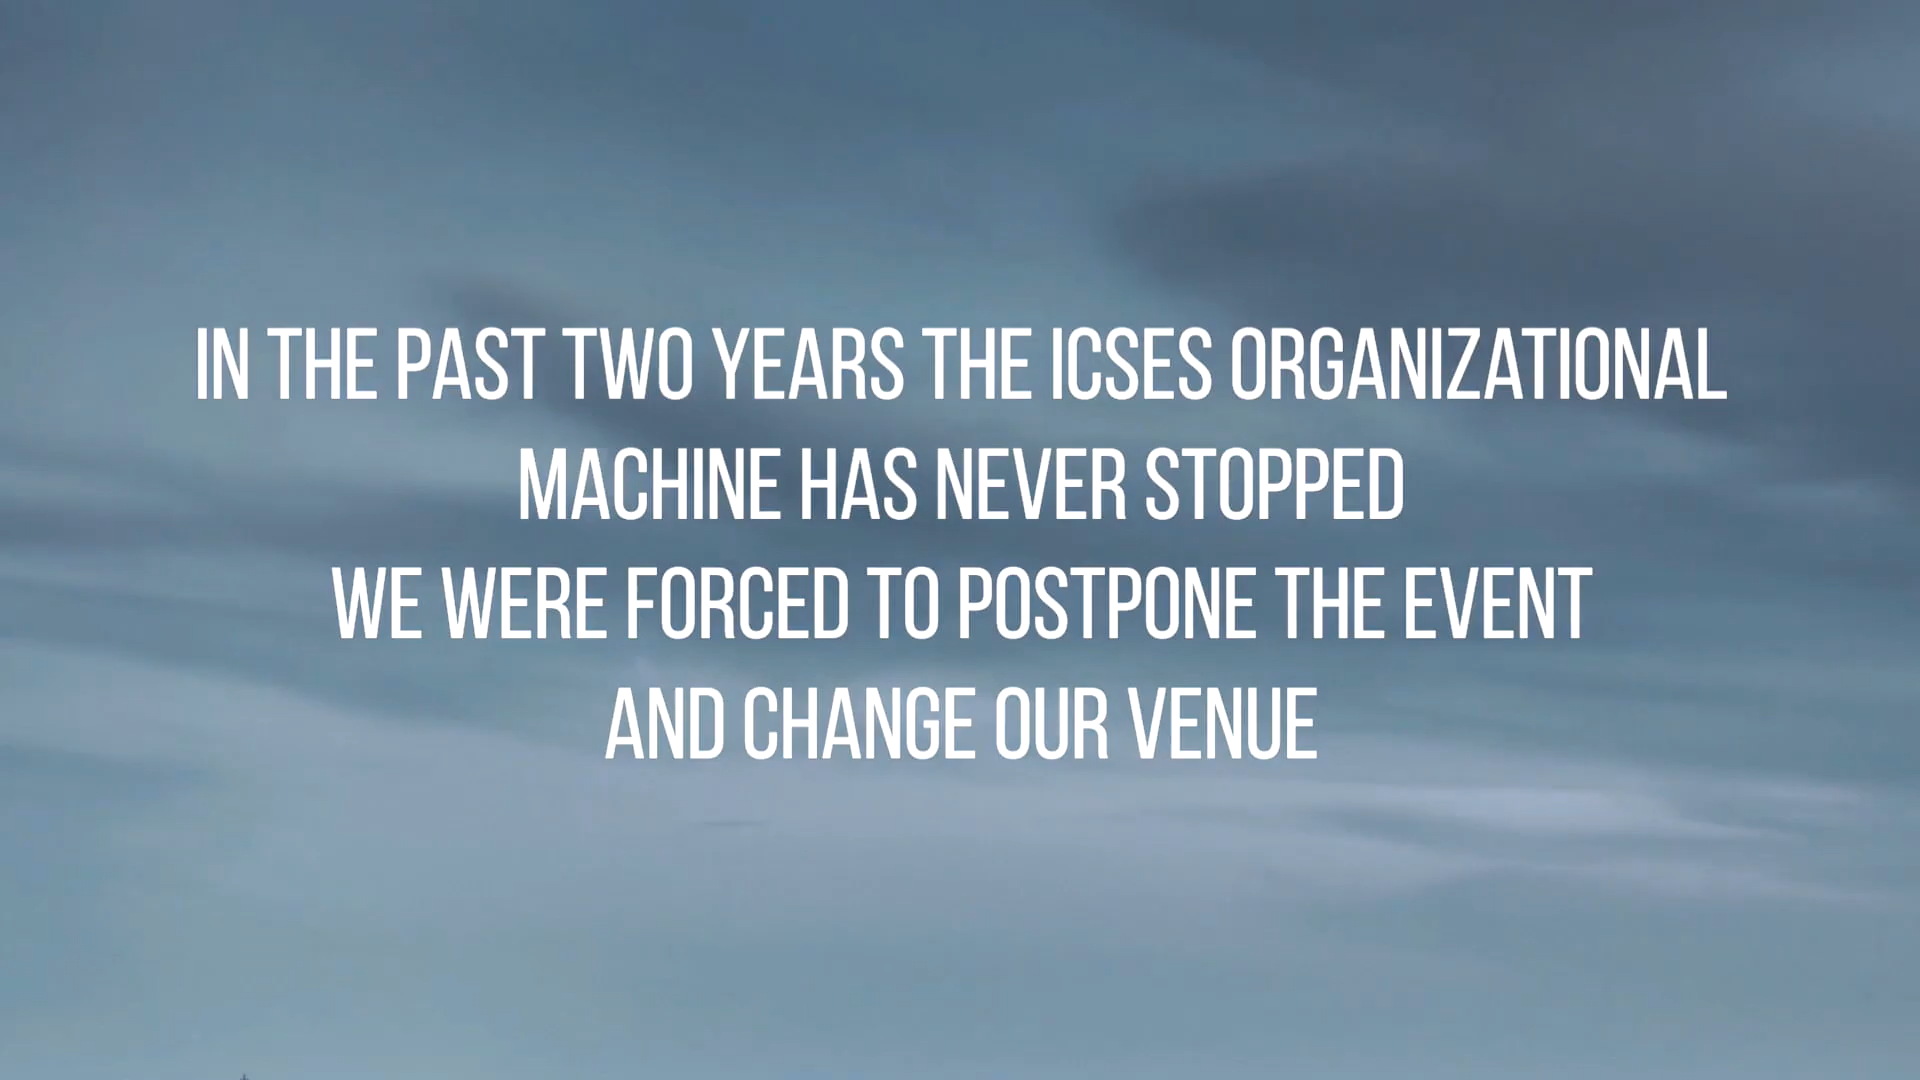 IN THE PAST TWO YEARS THE ICSES ORGANIZATIONAL
MACHINE HAS NEVER STOPPED
WE WERE FORCED TO POSTPONE THE EVENT
AND CHANGE OUR VENUE